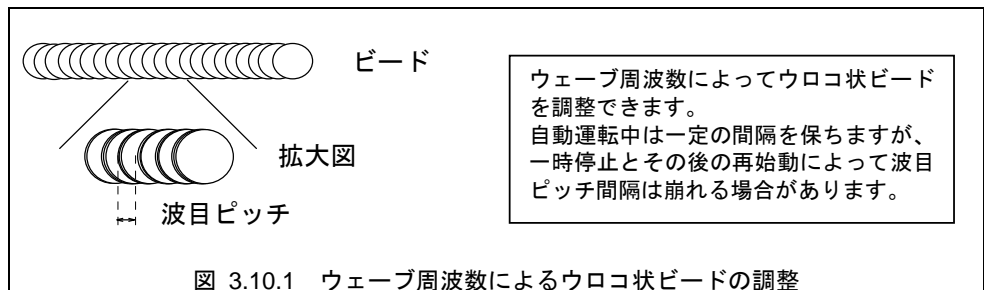 ビード
ウェーブ周波数によってウロコ状ビード
を調整できます。
自動運転中は一定の間隔を保ちますが、
一時停止とその後の再始動によって波目
ピッチ間隔は崩れる場合があります。
拡大図
波目ピッチ
図 3.10.1 ウェーブ周波数によるウロコ状ビードの調整